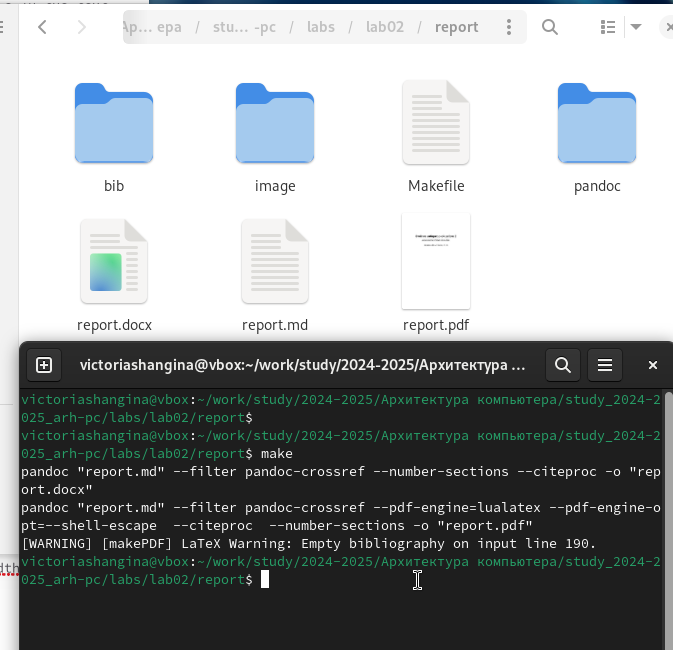 Ар… ера / stu… -pc / labs / lab02 / report
bib
image
Makefile
pandoc
report.docx
report.md
report.pdf
victoriashangina@vbox:~/work/study/2024-2025/Архитектура ...
victoriashangina@vbox:~/work/study/2024-2025/Архитектура компьютера/study_2024-2
025_arh-pc/labs/lab02/report$
victoriashangina@vbox:~/work/study/2024-2025/Архитектура компьютера/study_2024-2
025_arh-pc/labs/lab02/report$ make
pandoc "report.md" --filter pandoc-crossref --number-sections --citeproc -o "rep
ort.docx"
pandoc "report.md" --filter pandoc-crossref --pdf-engine=lualatex --pdf-engine-o
pt=--shell-escape  --citeproc  --number-sections -o "report.pdf"
[WARNING] [makePDF] LaTeX Warning: Empty bibliography on input line 190.
victoriashangina@vbox:~/work/study/2024-2025/Архитектура компьютера/study_2024-2
025_arh-pc/labs/lab02/report$
dth